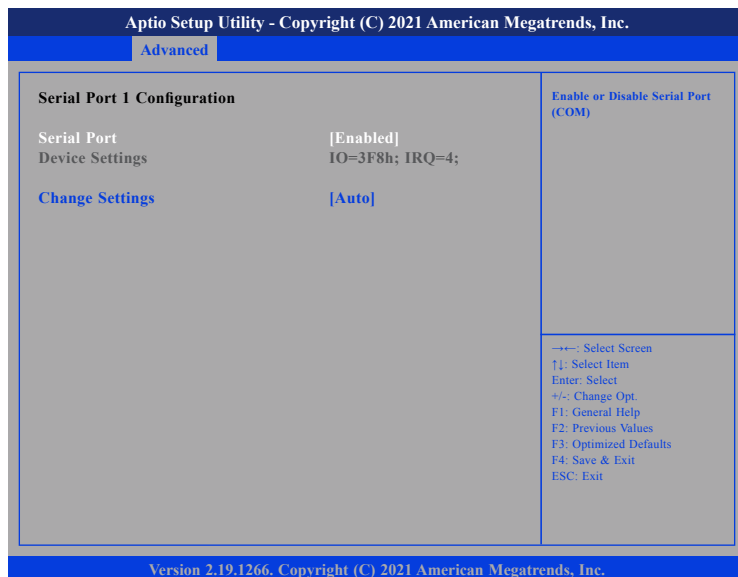 Aptio Setup Utility - Copyright (C) 2021 American Megatrends, Inc.
Advanced
Serial Port 1 Configuration
Serial Port [Enabled]
Device Settings IO=3F8h; IRQ=4;
Change Settings [Auto]
Enable or Disable Serial Port
(COM)
→←: Select Screen
↑↓: Select Item
Enter: Select
+/-: Change Opt.
F1: General Help
F2: Previous Values
F3: Optimized Defaults
F4: Save & Exit
ESC: Exit
Version 2.19.1266. Copyright (C) 2021 American Megatrends, Inc.